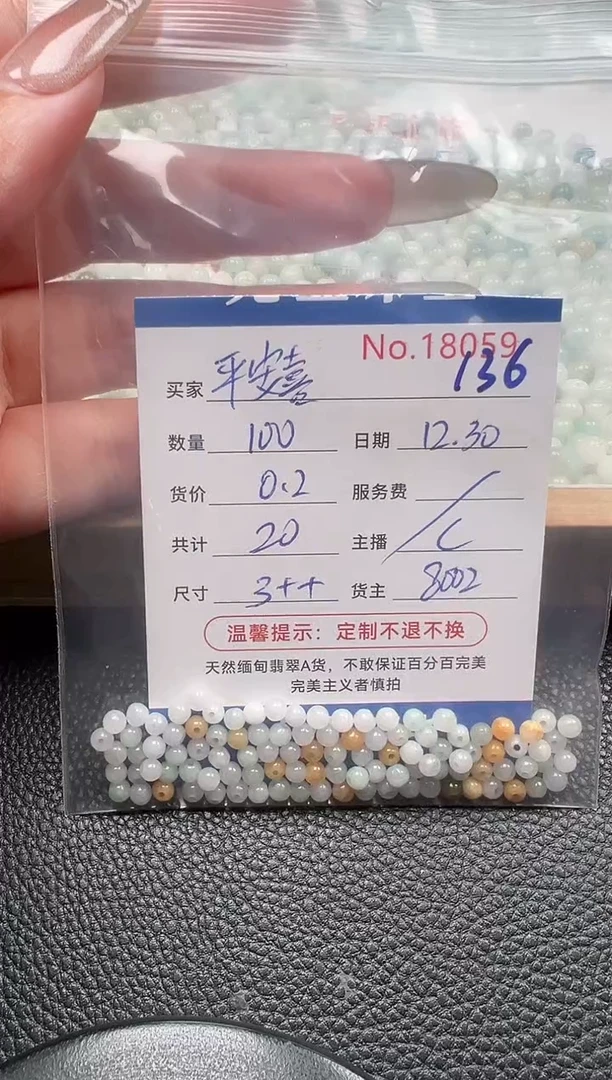 No.18059
136
买家 平安喜
数量 100 日期 12.30
货价 0.2 服务费 /
共计 20 主播 C
尺寸 3++ 货主 8002
温馨提示：定制不退不换
天然缅甸翡翠A货，不敢保证百分百完美
完美主义者慎拍